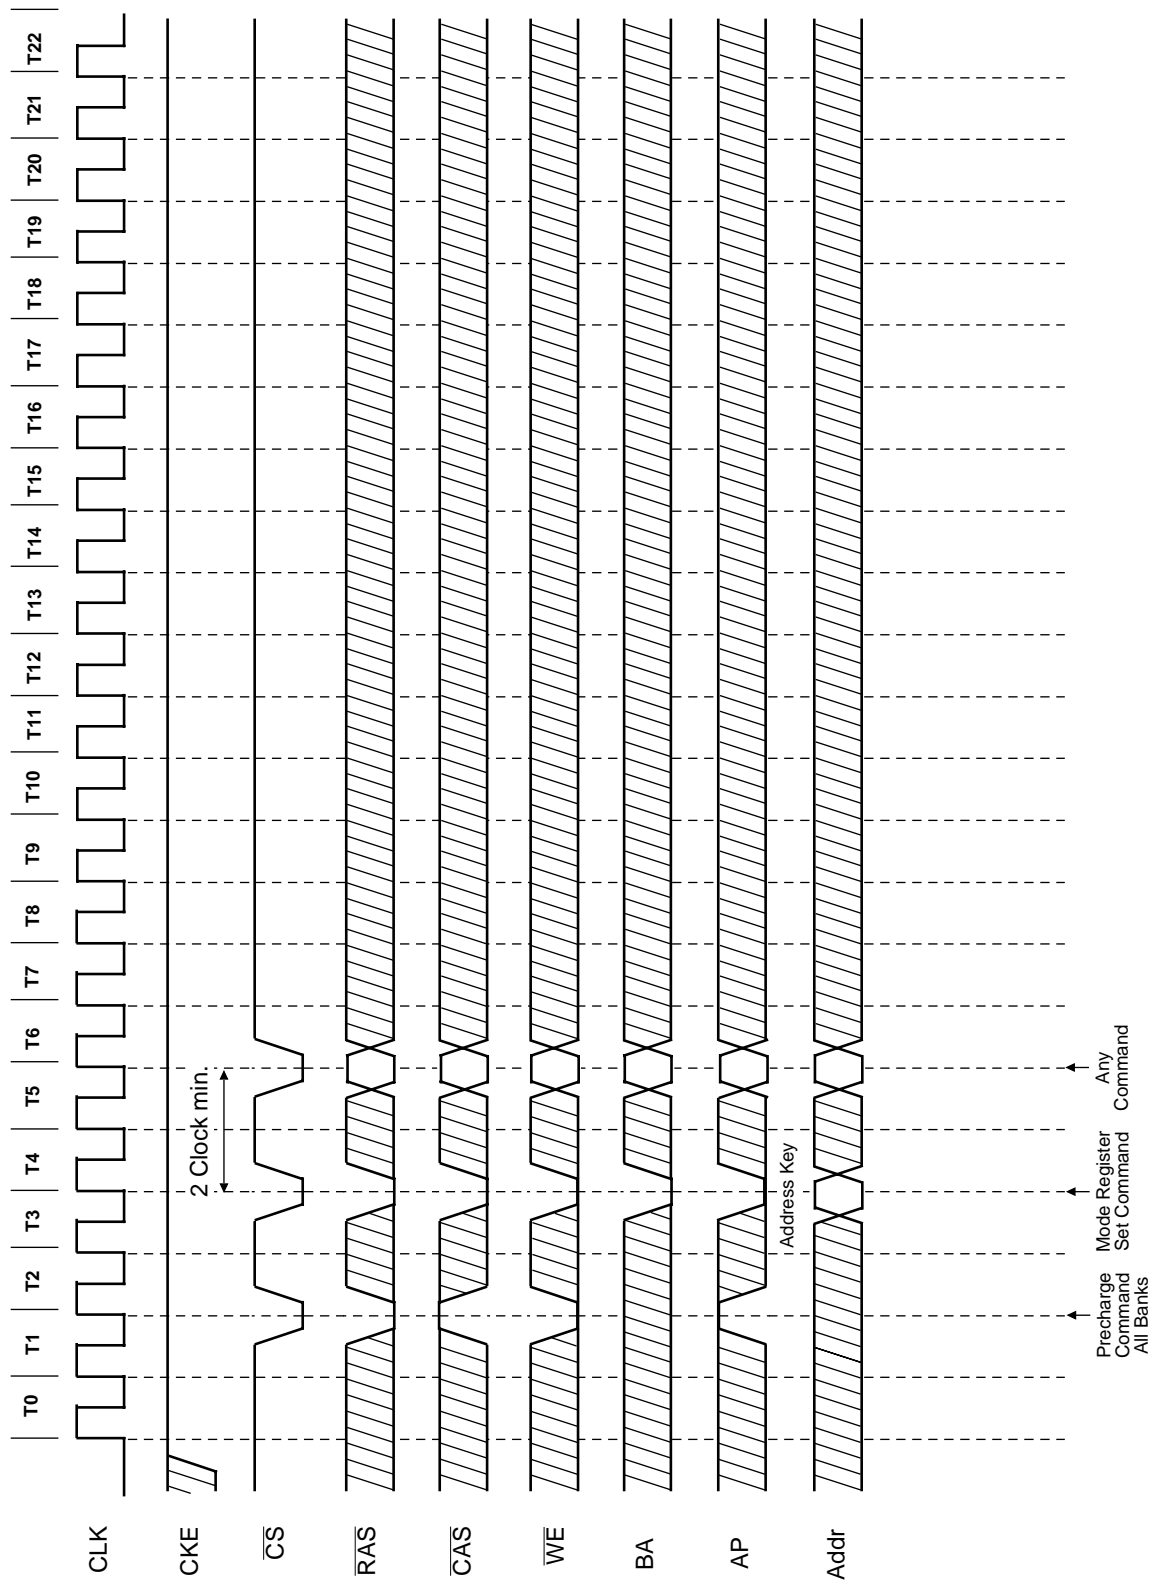 T0 T1 T2 T3 T4 T5 T6 T7 T8 T9 T10 T11 T12 T13 T14 T15 T16 T17 T18 T19 T20 T21 T22
CLK
CKE
2 Clock min.
CS
RAS
CAS
WE
BA
AP
Address Key
Addr
Precharge
Command
All Banks
Mode Register
Set Command
Any
Command